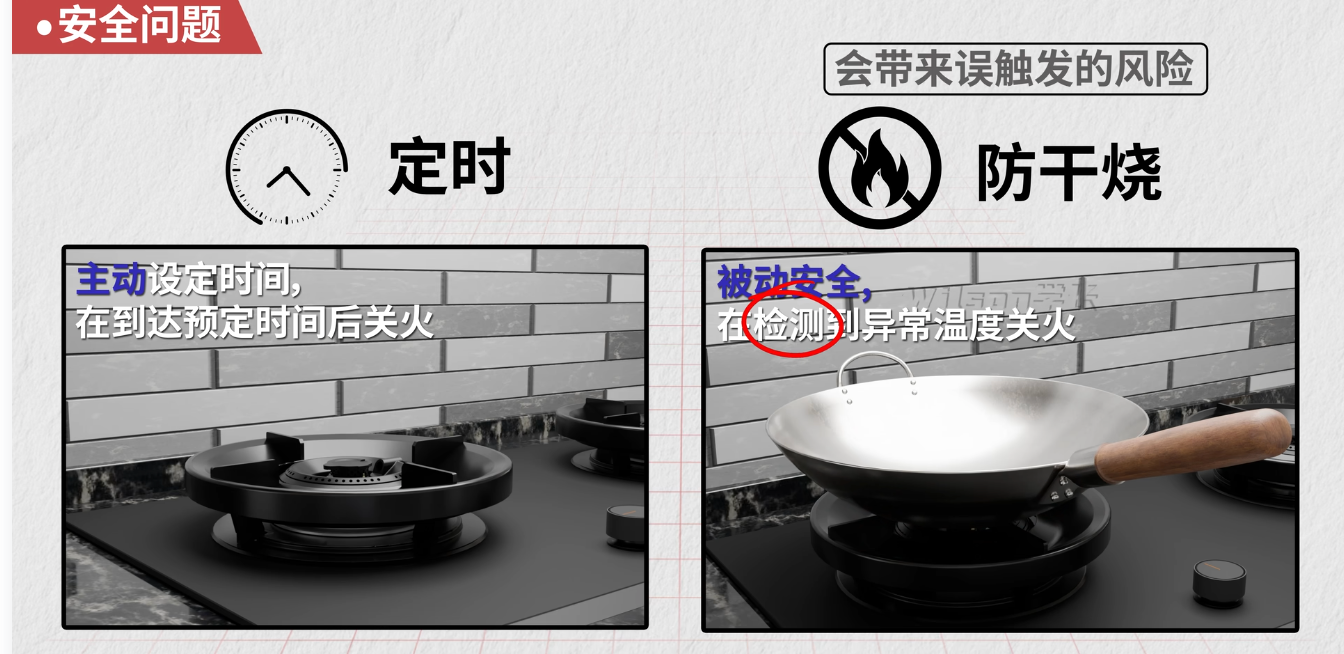 •安全问题
会带来误触发的风险
定时
防干烧
主动设定时间,
在到达预定时间后关火
被动安全,
在检测到异常温度关火